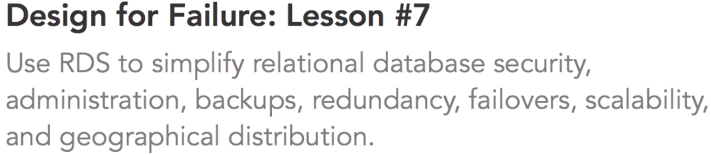 Design for Failure: Lesson #7
Use RDS to simplify relational database security,
administration, backups, redundancy, failovers, scalability,
and geographical distribution.